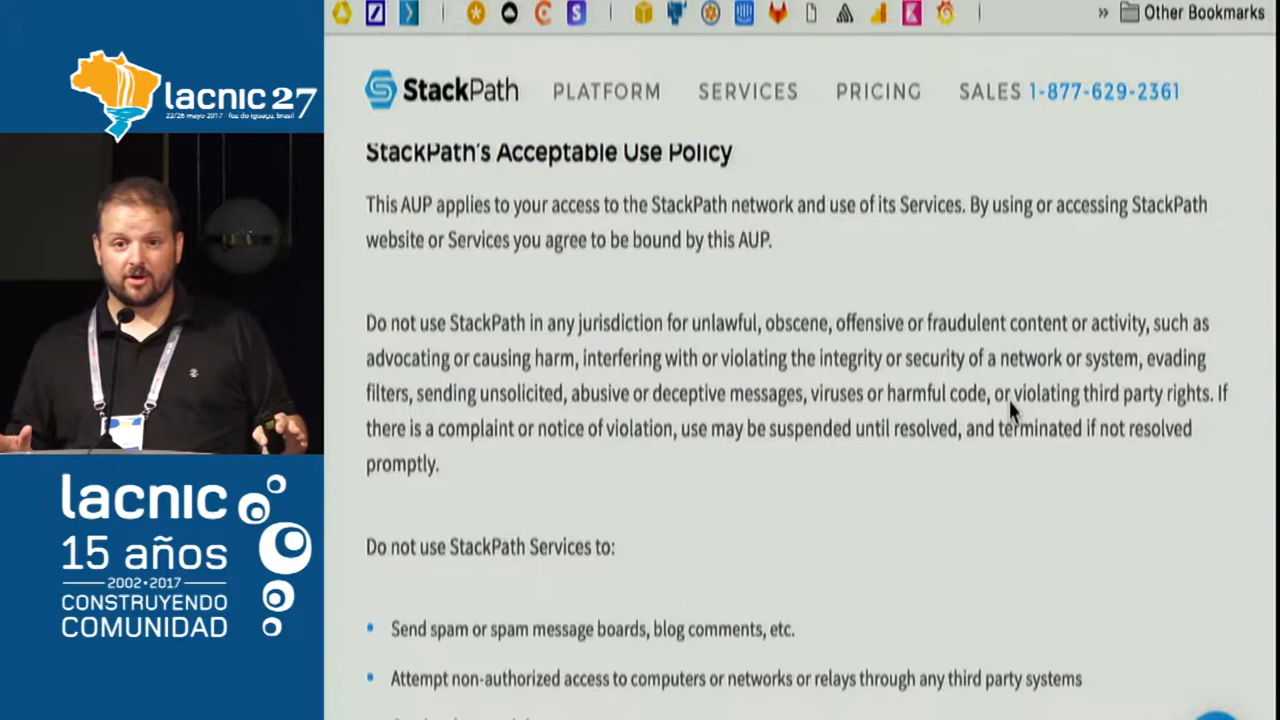 lacnic 27
22/26 mayo 2017 - foz do iguaçu, brasil
lacnic
15 años
2002•2017
CONSTRUYENDO
COMUNIDAD
Other Bookmarks
StackPath PLATFORM SERVICES PRICING SALES 1-877-629-2361
StackPath's Acceptable Use Policy
This AUP applies to your access to the StackPath network and use of its Services. By using or accessing StackPath
website or Services you agree to be bound by this AUP.
Do not use StackPath in any jurisdiction for unlawful, obscene, offensive or fraudulent content or activity, such as
advocating or causing harm, interfering with or violating the integrity or security of a network or system, evading
filters, sending unsolicited, abusive or deceptive messages, viruses or harmful code, or violating third party rights. If
there is a complaint or notice of violation, use may be suspended until resolved, and terminated if not resolved
promptly.
Do not use StackPath Services to:
• Send spam or spam message boards, blog comments, etc.
• Attempt non-authorized access to computers or networks or relays through any third party systems